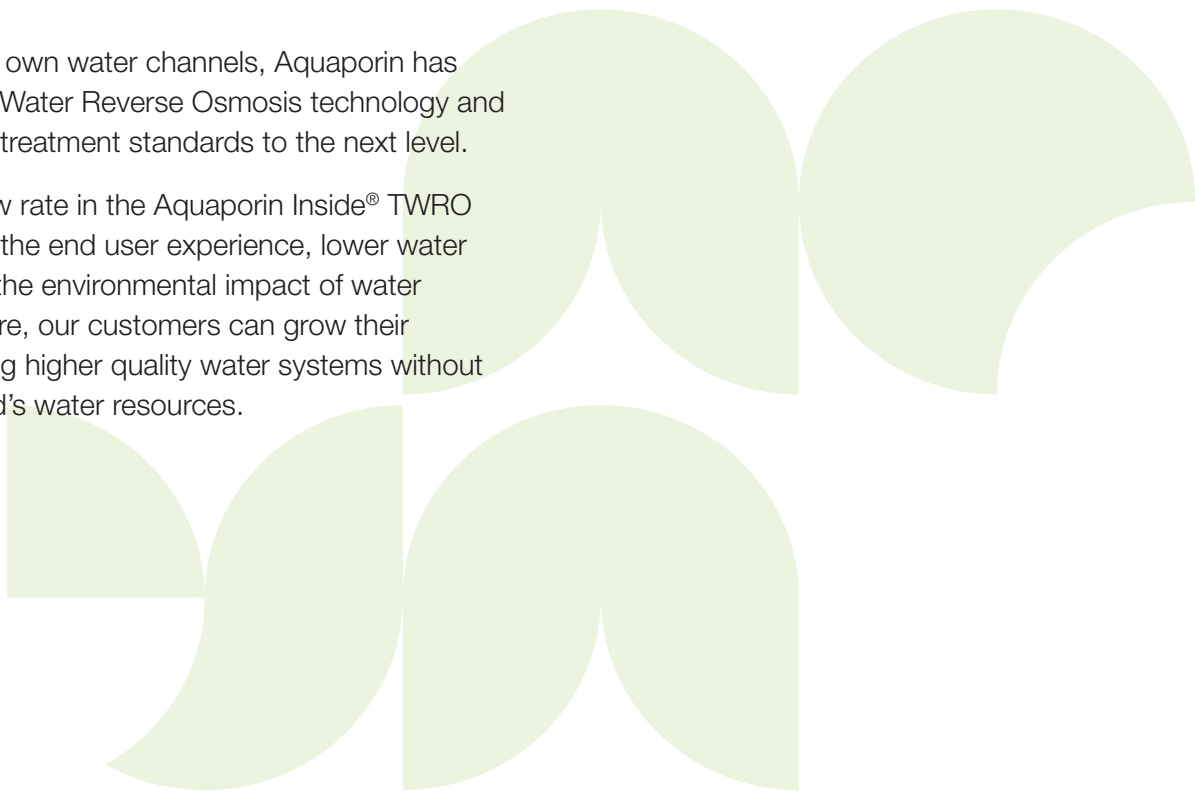 own water channels, Aquaporin has
Water Reverse Osmosis technology and
treatment standards to the next level.
w rate in the Aquaporin Inside® TWRO
the end user experience, lower water
the environmental impact of water
re, our customers can grow their
g higher quality water systems without
d’s water resources.